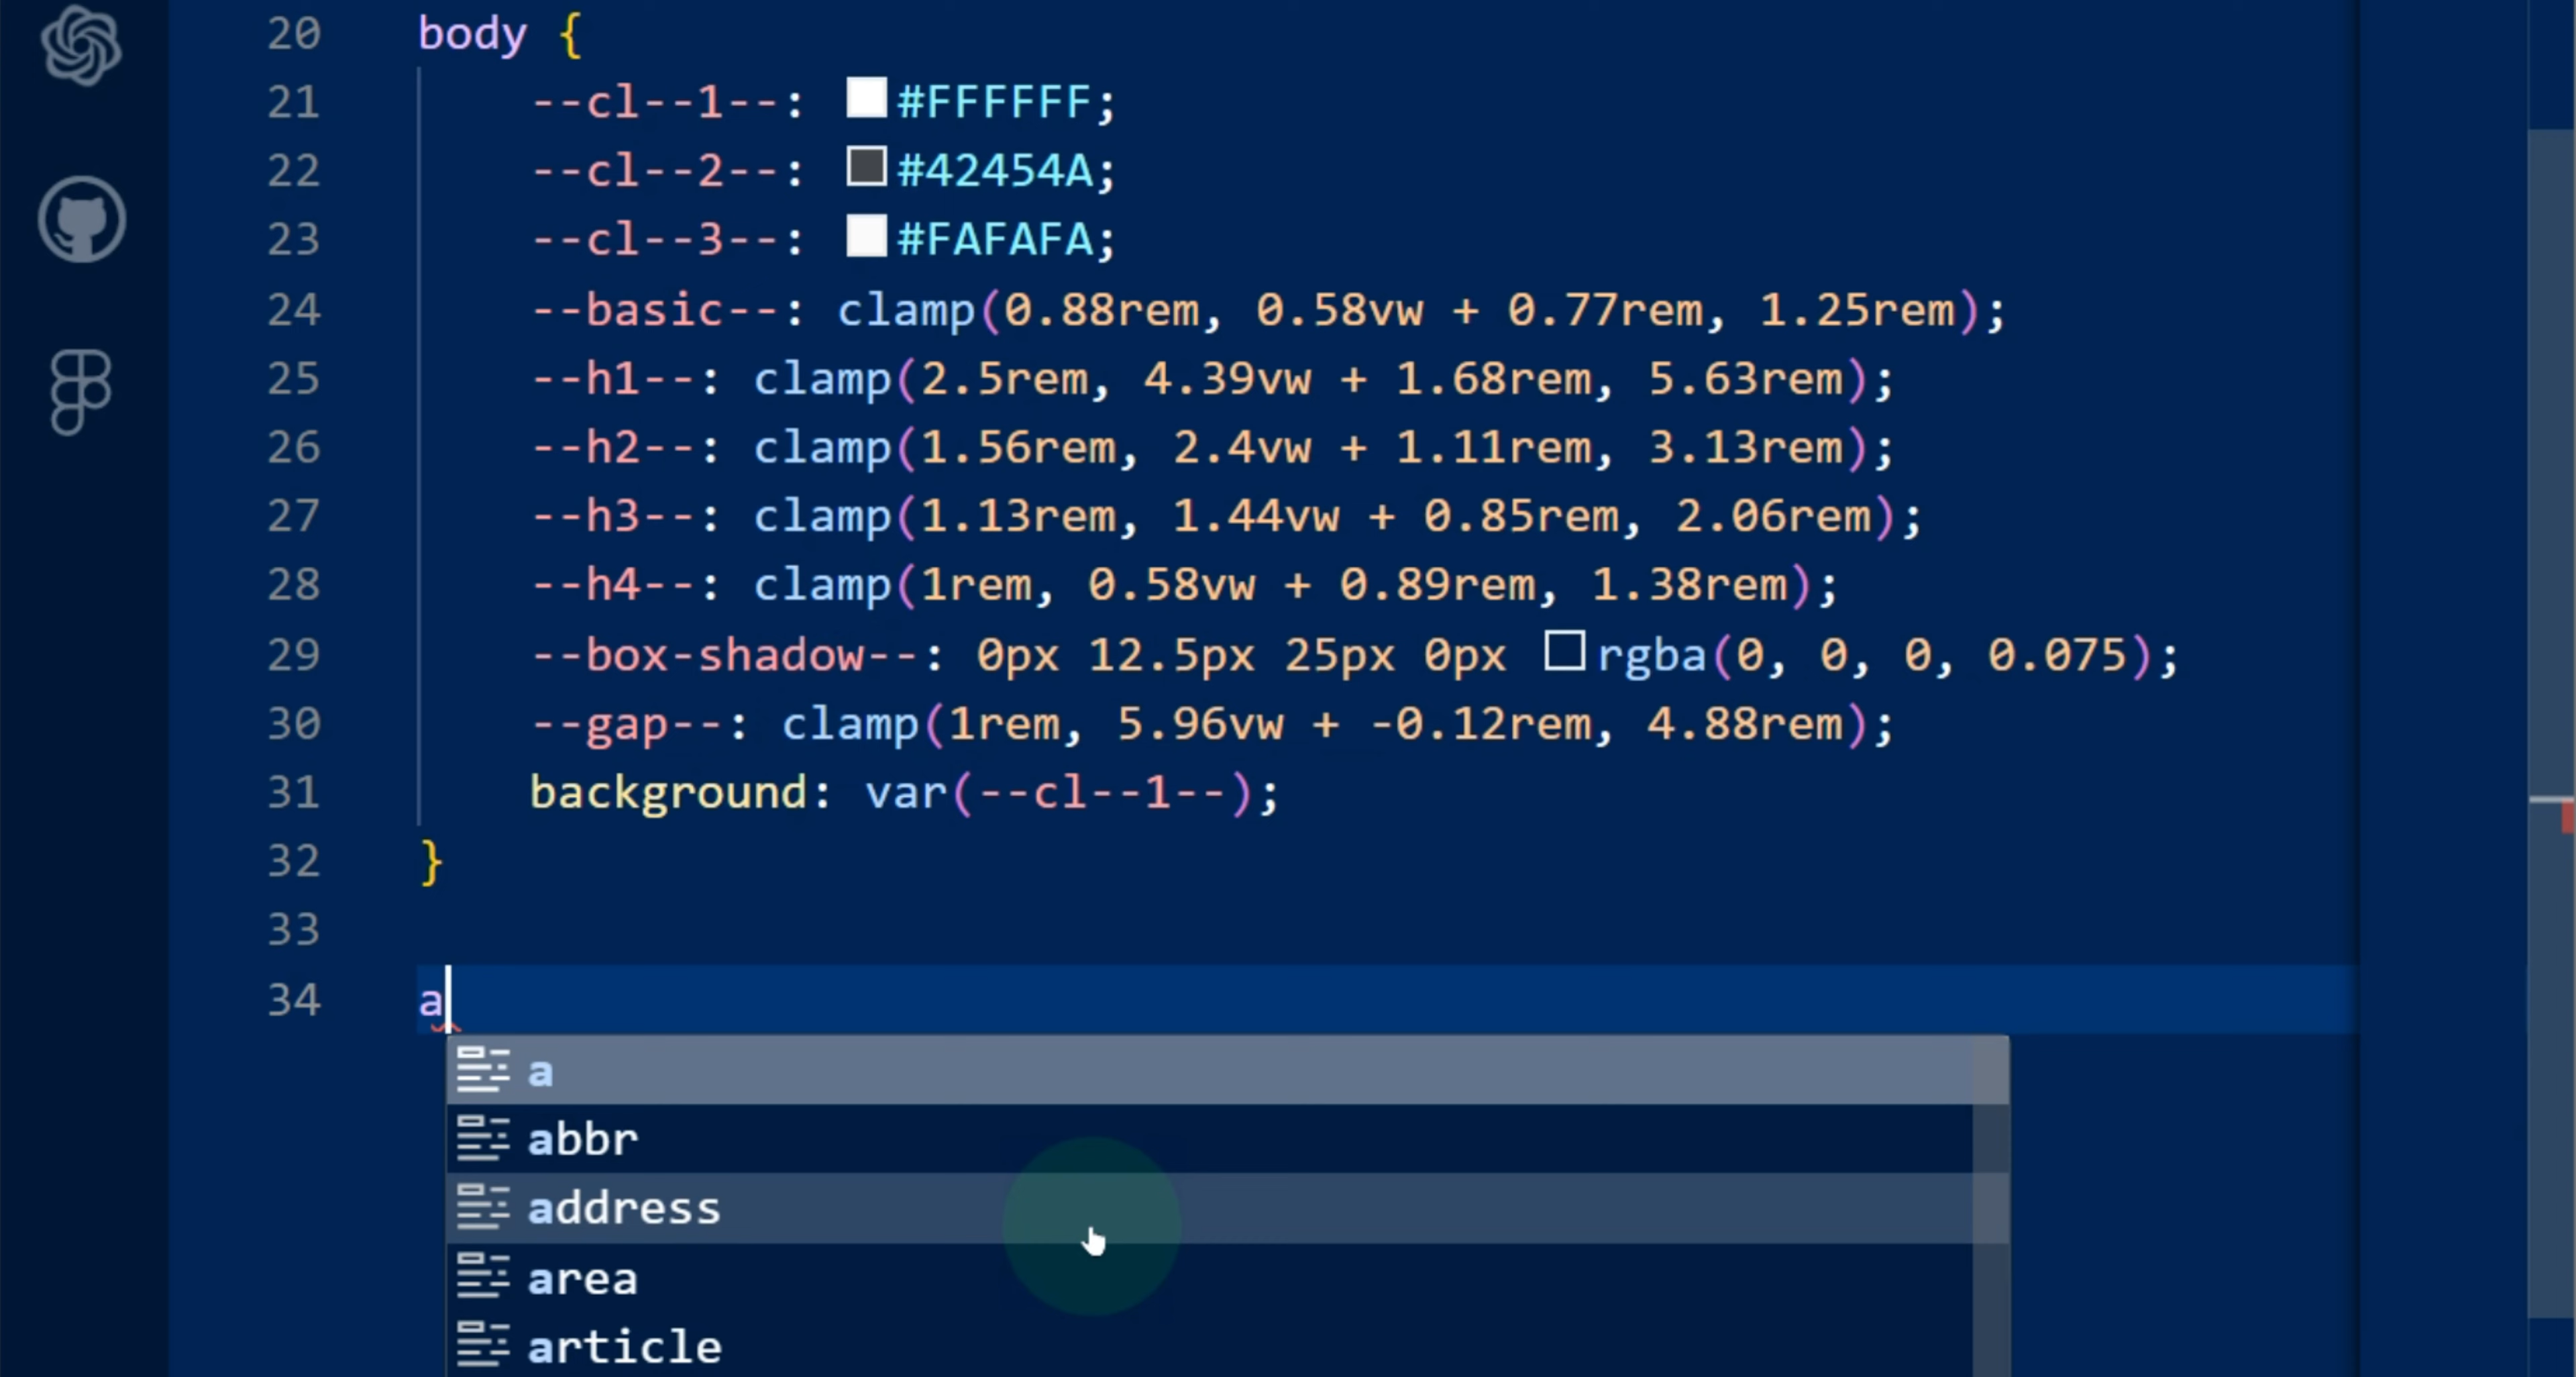 20 body {
21 --cl--1--: #FFFFFF;
22 --cl--2--: #42454A;
23 --cl--3--: #FAFAFA;
24 --basic--: clamp(0.88rem, 0.58vw + 0.77rem, 1.25rem);
25 --h1--: clamp(2.5rem, 4.39vw + 1.68rem, 5.63rem);
26 --h2--: clamp(1.56rem, 2.4vw + 1.11rem, 3.13rem);
27 --h3--: clamp(1.13rem, 1.44vw + 0.85rem, 2.06rem);
28 --h4--: clamp(1rem, 0.58vw + 0.89rem, 1.38rem);
29 --box-shadow--: 0px 12.5px 25px 0px rgba(0, 0, 0, 0.075);
30 --gap--: clamp(1rem, 5.96vw + -0.12rem, 4.88rem);
31 background: var(--cl--1--);
32 }
33
34 a
a
abbr
address
area
article